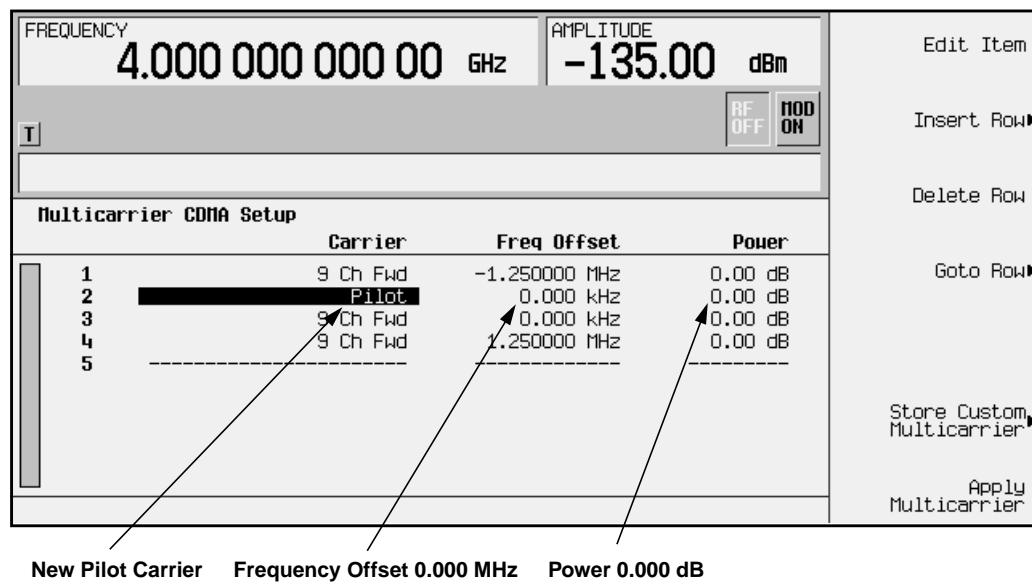 FREQUENCY
4.000 000 000 00 GHz
AMPLITUDE
−135.00 dBm
RF OFF
MOD ON
T
Multicarrier CDMA Setup
Carrier Freq Offset Power
1 9 Ch Fwd -1.250000 MHz 0.00 dB
2 Pilot 0.000 kHz 0.00 dB
3 9 Ch Fwd 0.000 kHz 0.00 dB
4 9 Ch Fwd 1.250000 MHz 0.00 dB
5 -------------------- -------------- ----------
Edit Item
Insert Row
Delete Row
Goto Row
Store Custom
Multicarrier
Apply
Multicarrier
New Pilot Carrier Frequency Offset 0.000 MHz Power 0.000 dB